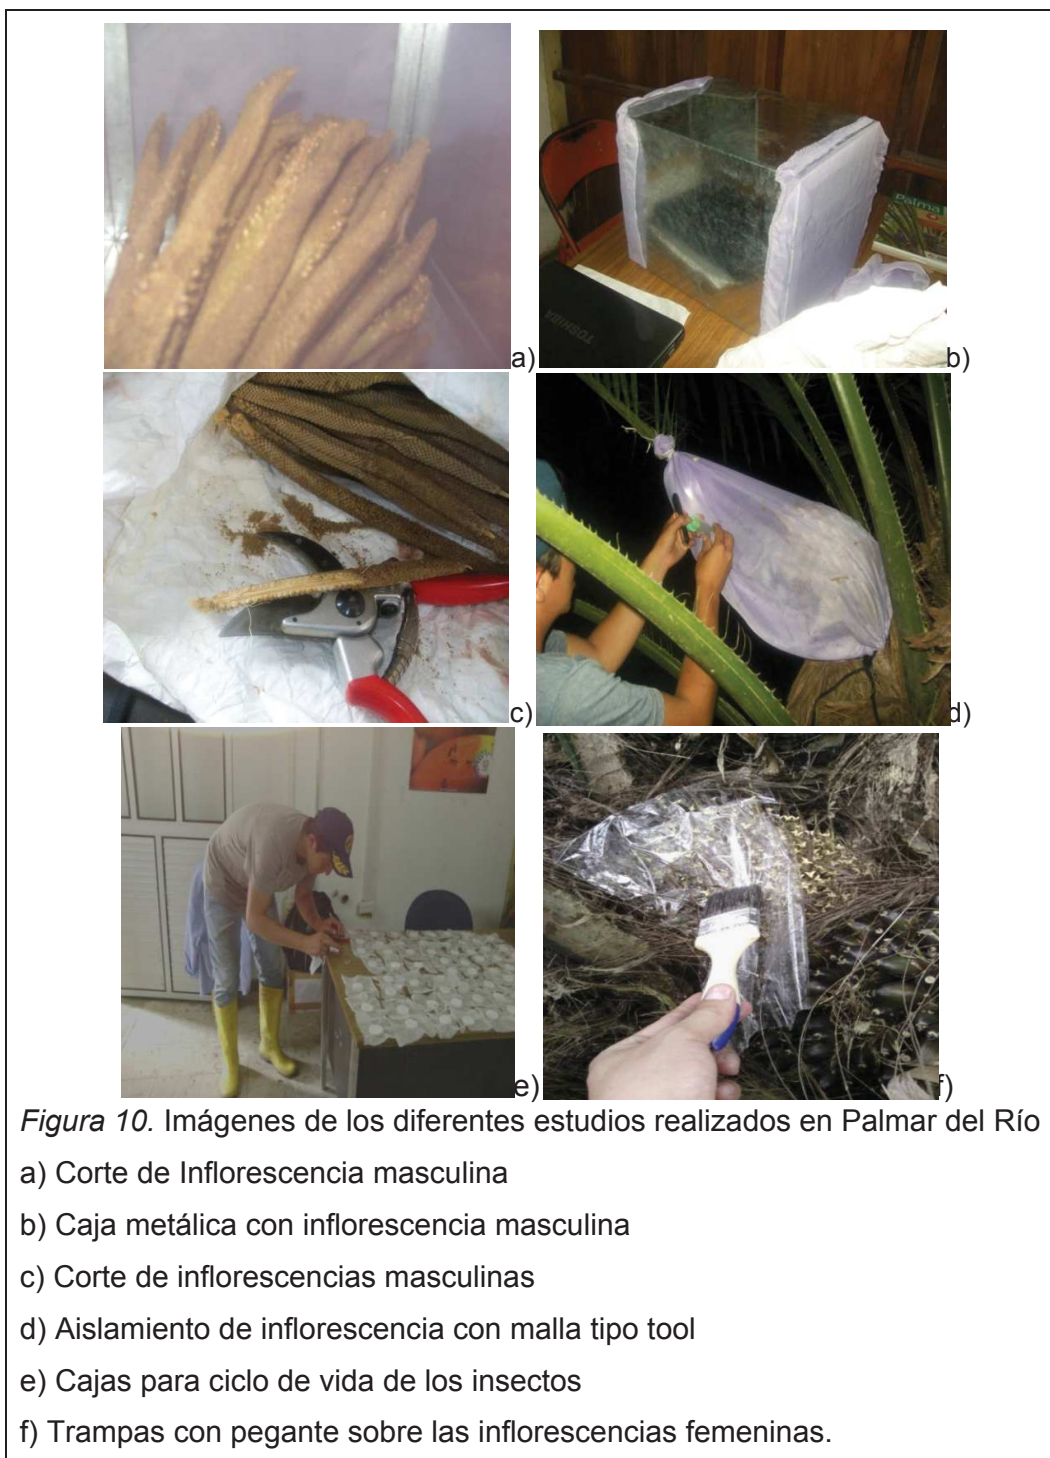 Palma
TOSHIBA
a)
b)
c)
d)
e)
f)
Figura 10. Imágenes de los diferentes estudios realizados en Palmar del Río
a) Corte de Inflorescencia masculina
b) Caja metálica con inflorescencia masculina
c) Corte de inflorescencias masculinas
d) Aislamiento de inflorescencia con malla tipo tool
e) Cajas para ciclo de vida de los insectos
f) Trampas con pegante sobre las inflorescencias femeninas.